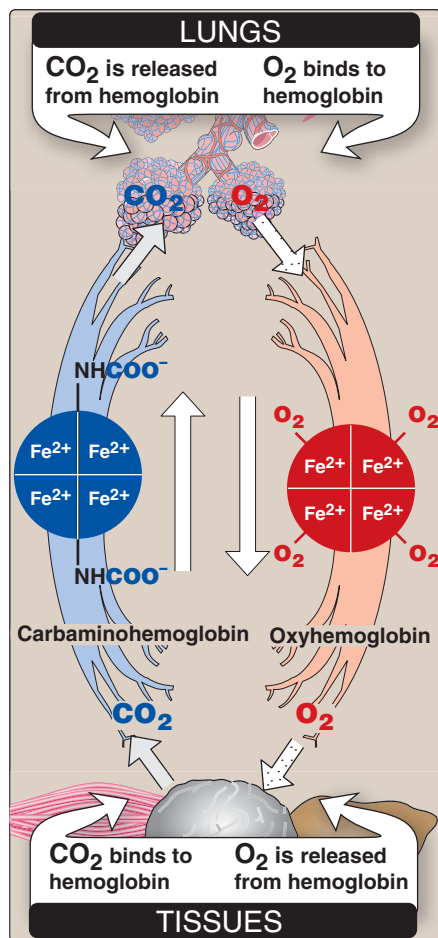 LUNGS
CO₂ is released
from hemoglobin
O₂ binds to
hemoglobin
CO₂
O₂
NHCOO⁻
Fe²⁺ Fe²⁺
Fe²⁺ Fe²⁺
NHCOO⁻
O₂ O₂
Fe²⁺ Fe²⁺
Fe²⁺ Fe²⁺
O₂ O₂
Carbaminohemoglobin
Oxyhemoglobin
CO₂
O₂
CO₂ binds to
hemoglobin
O₂ is released
from hemoglobin
TISSUES